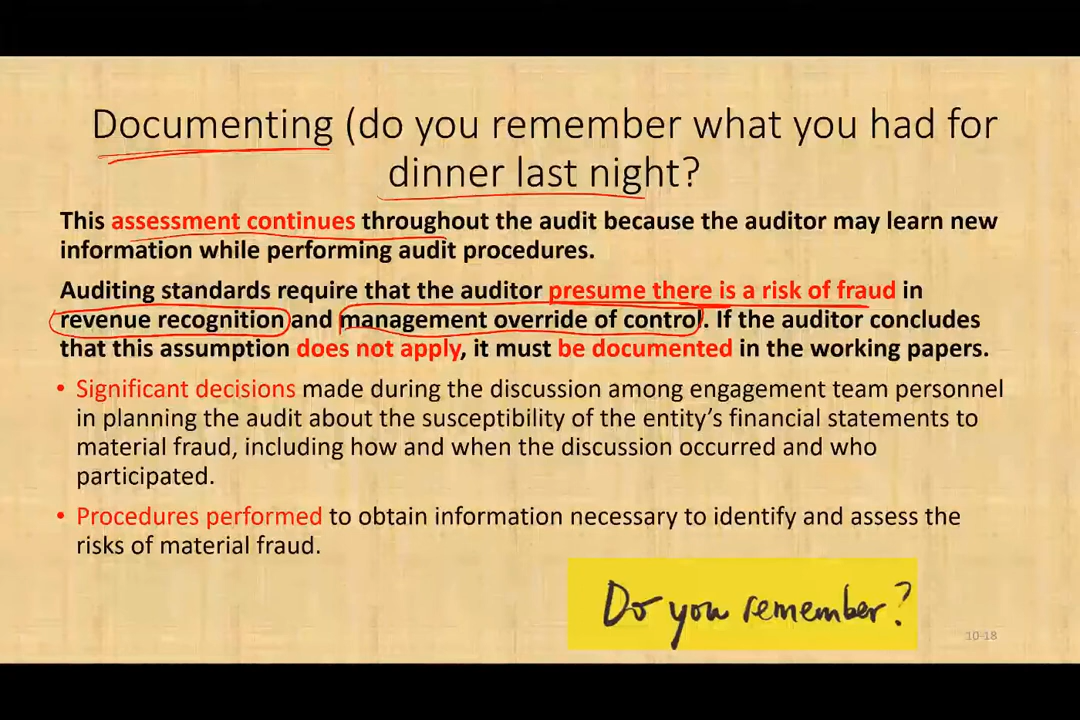 Documenting (do you remember what you had for
dinner last night?
This assessment continues throughout the audit because the auditor may learn new
information while performing audit procedures.
Auditing standards require that the auditor presume there is a risk of fraud in
revenue recognition and management override of control. If the auditor concludes
that this assumption does not apply, it must be documented in the working papers.
• Significant decisions made during the discussion among engagement team personnel
in planning the audit about the susceptibility of the entity's financial statements to
material fraud, including how and when the discussion occurred and who
participated.
• Procedures performed to obtain information necessary to identify and assess the
risks of material fraud.
Do you remember?
10-18